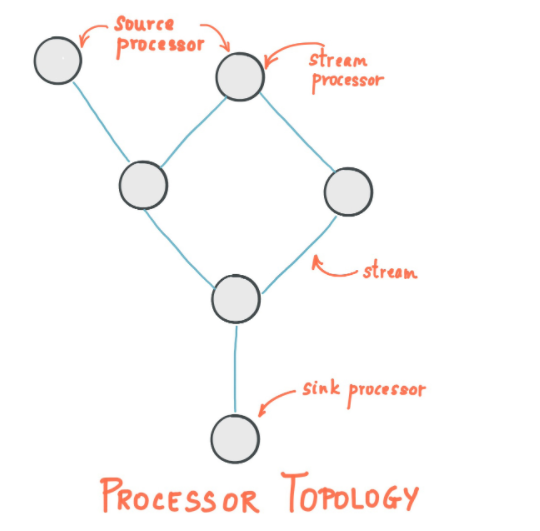 Source
processor
stream
processor
stream
sink processor
PROCESSOR TOPOLOGY